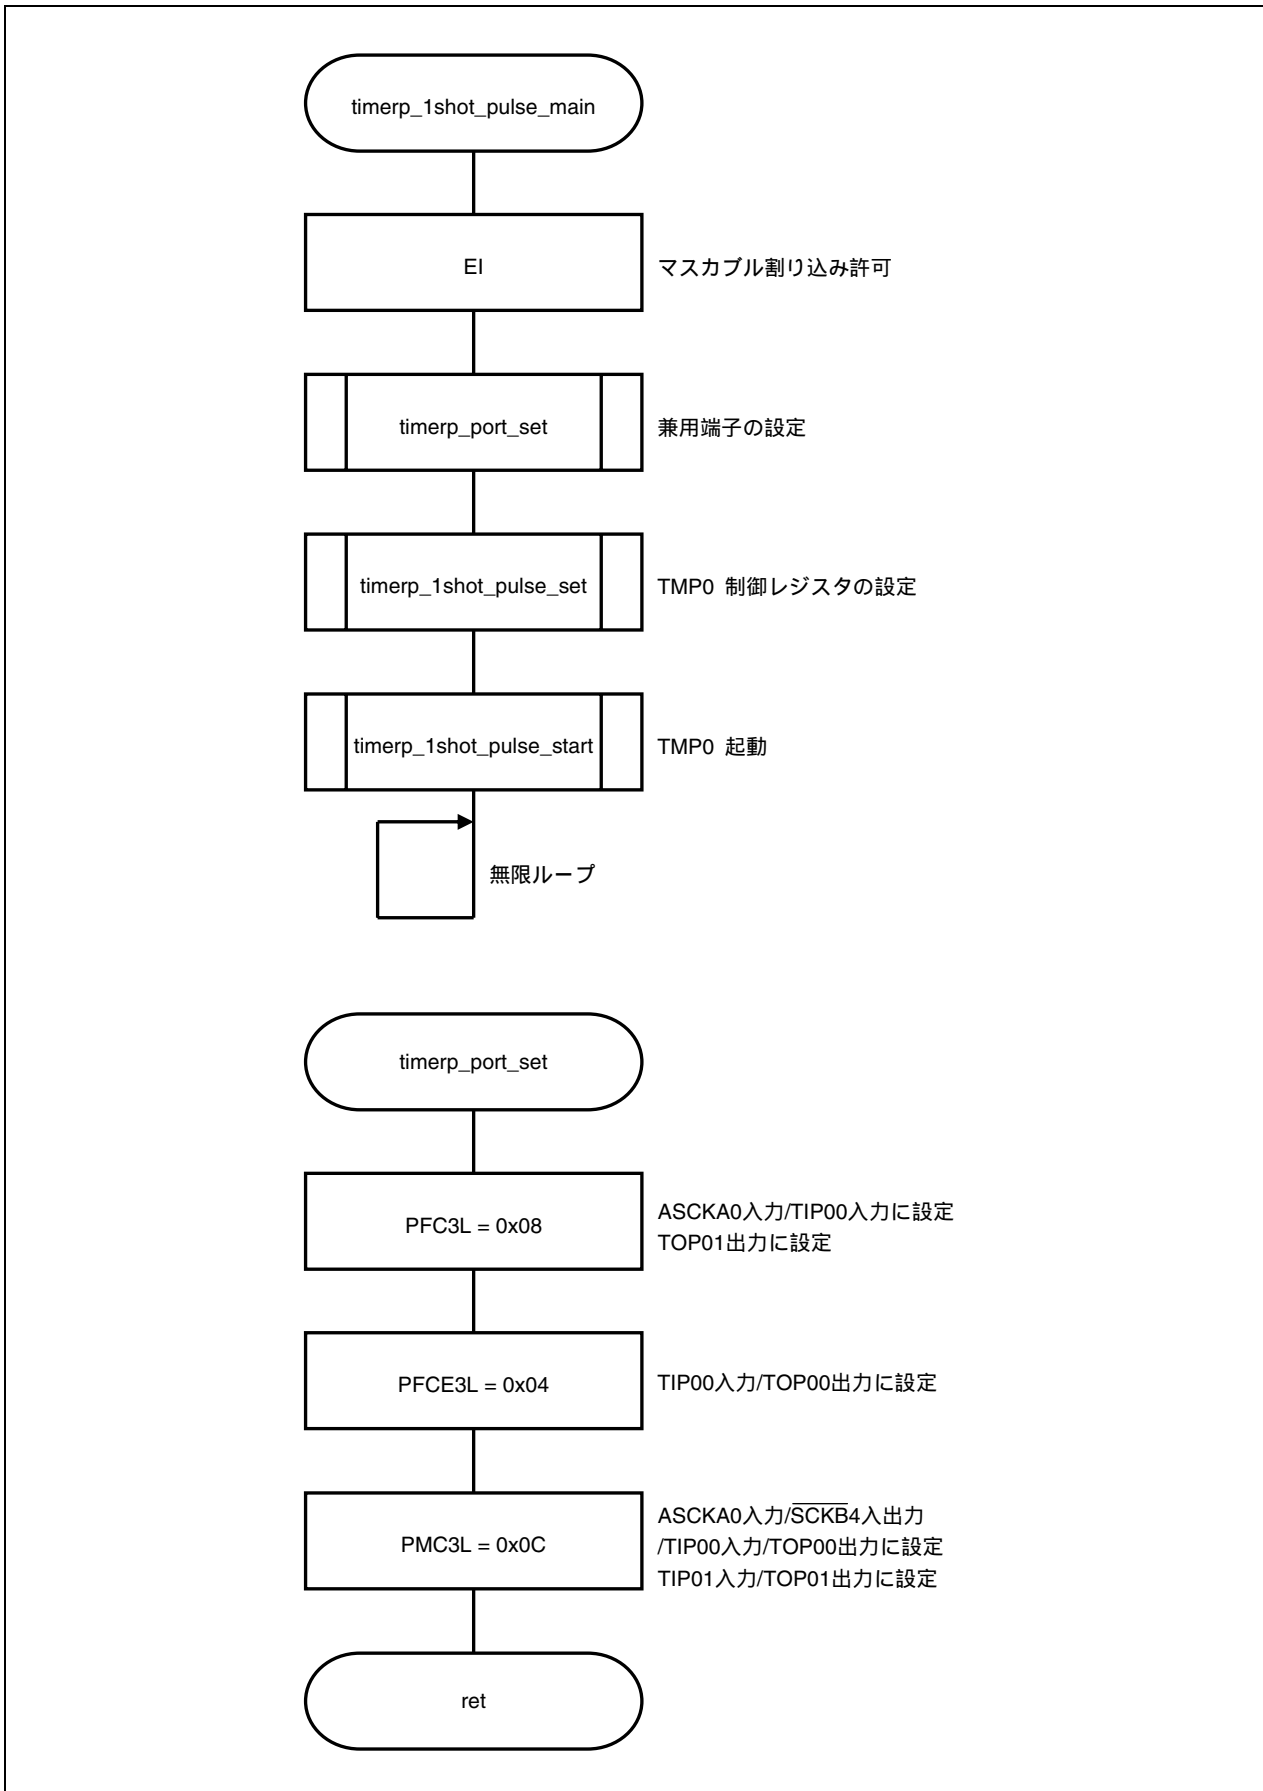 timerp_1shot_pulse_main
EI
マスカブル割り込み許可
timerp_port_set
兼用端子の設定
timerp_1shot_pulse_set
TMP0 制御レジスタの設定
timerp_1shot_pulse_start
TMP0 起動
無限ループ
timerp_port_set
PFC3L = 0x08
ASCKA0入力/TIP00入力に設定
TOP01出力に設定
PFCE3L = 0x04
TIP00入力/TOP00出力に設定
PMC3L = 0x0C
ASCKA0入力/SCKB4入出力
/TIP00入力/TOP00出力に設定
TIP01入力/TOP01出力に設定
ret